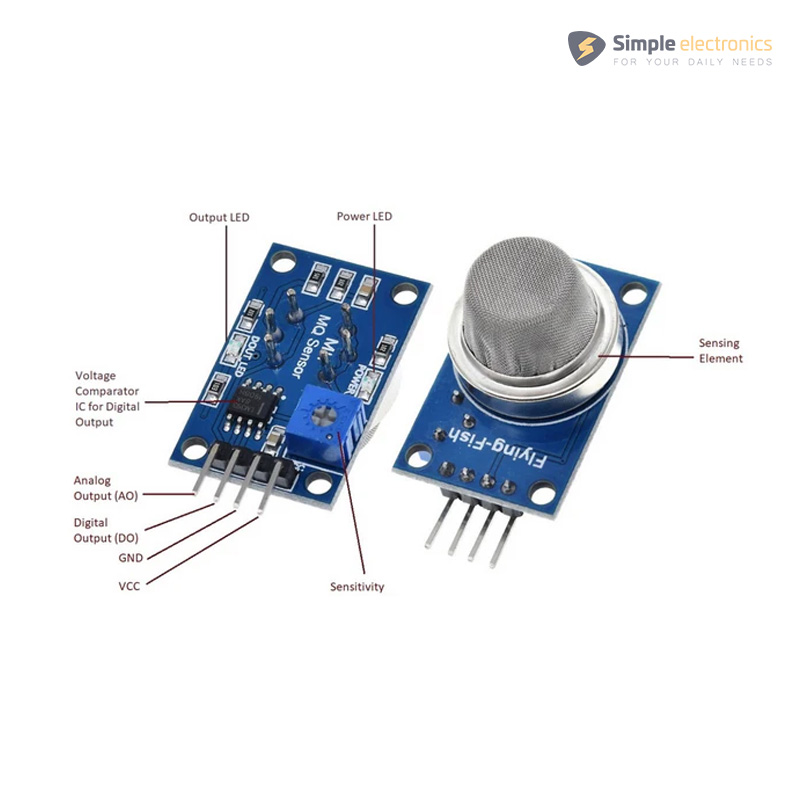 Simple electronics
FOR YOUR DAILY NEEDS
Output LED
Power LED
Voltage
Comparator
IC for Digital
Output
Analog
Output (AO)
Digital
Output (DO)
GND
VCC
Sensitivity
Sensing
Element
MQ Sensor
DOUT LED
POWER
Flying-Fish